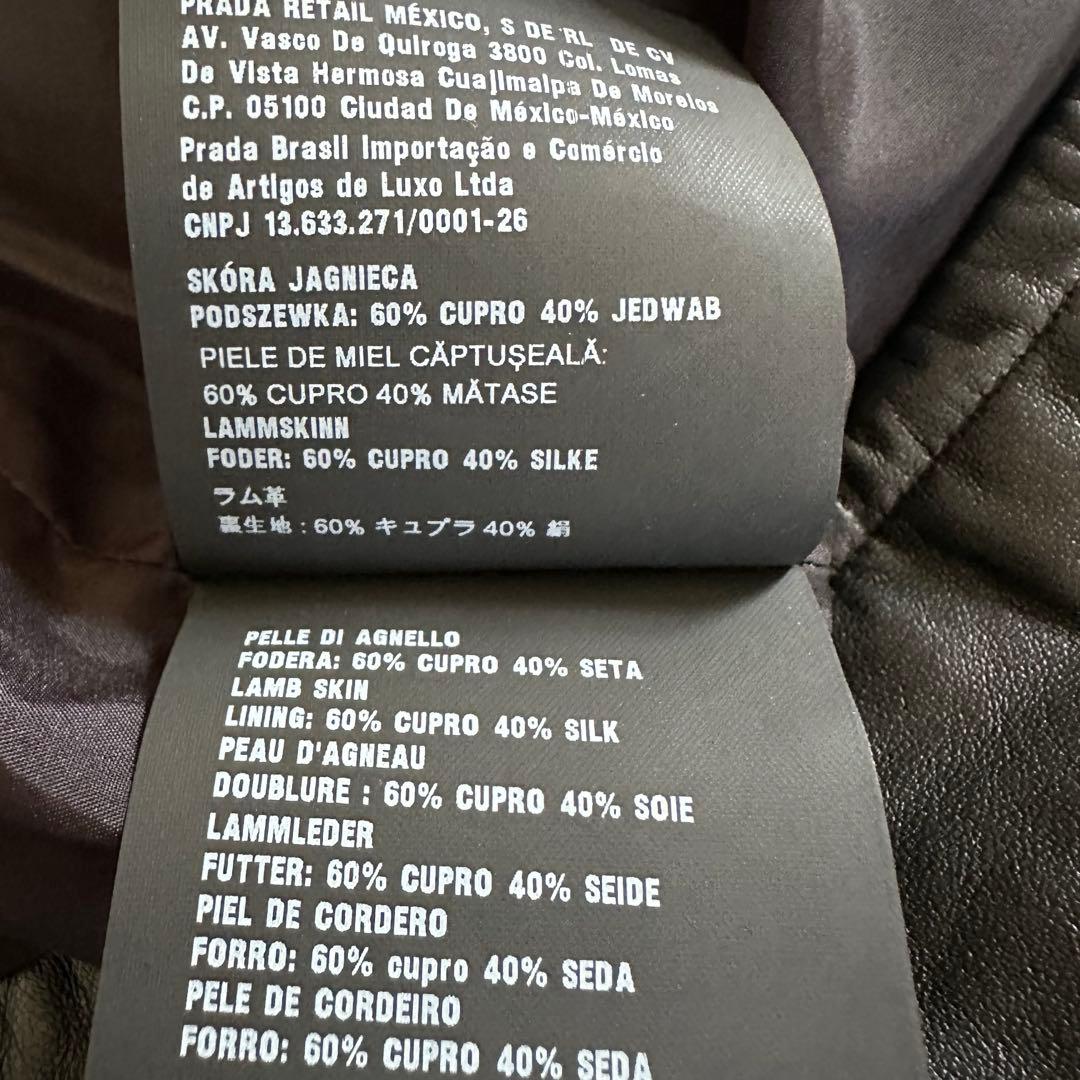 PRADA RETAIL MÉXICO, S DE RL DE CV
AV. Vasco De Quiroga 3800 Col. Lomas
De Vista Hermosa Cuajimalpa De Morelos
C.P. 05100 Ciudad De México-México
Prada Brasil Importação e Comércio
de Artigos de Luxo Ltda
CNPJ 13.633.271/0001-26
SKÓRA JAGNIECA
PODSZEWKA: 60% CUPRO 40% JEDWAB
PIELE DE MIEL CĂPTUȘEALĂ:
60% CUPRO 40% MĂTASE
LAMMSKINN
FODER: 60% CUPRO 40% SILKE
ラム革
裏生地 : 60% キュプラ 40% 絹
PELLE DI AGNELLO
FODERA: 60% CUPRO 40% SETA
LAMB SKIN
LINING: 60% CUPRO 40% SILK
PEAU D'AGNEAU
DOUBLURE : 60% CUPRO 40% SOIE
LAMMLEDER
FUTTER: 60% CUPRO 40% SEIDE
PIEL DE CORDERO
FORRO: 60% cupro 40% SEDA
PELE DE CORDEIRO
FORRO: 60% CUPRO 40% SEDA